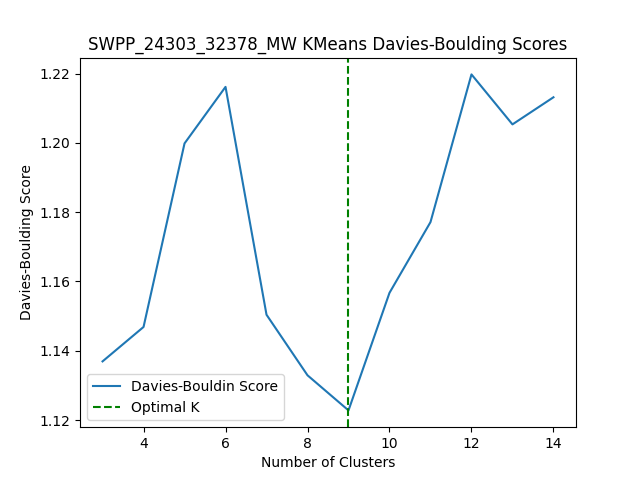 SWPP_24303_32378_MW KMeans Davies-Boulding Scores
Davies-Boulding Score
1.22
1.20
1.18
1.16
1.14
1.12
Davies-Bouldin Score
Optimal K
4 6 8 10 12 14
Number of Clusters